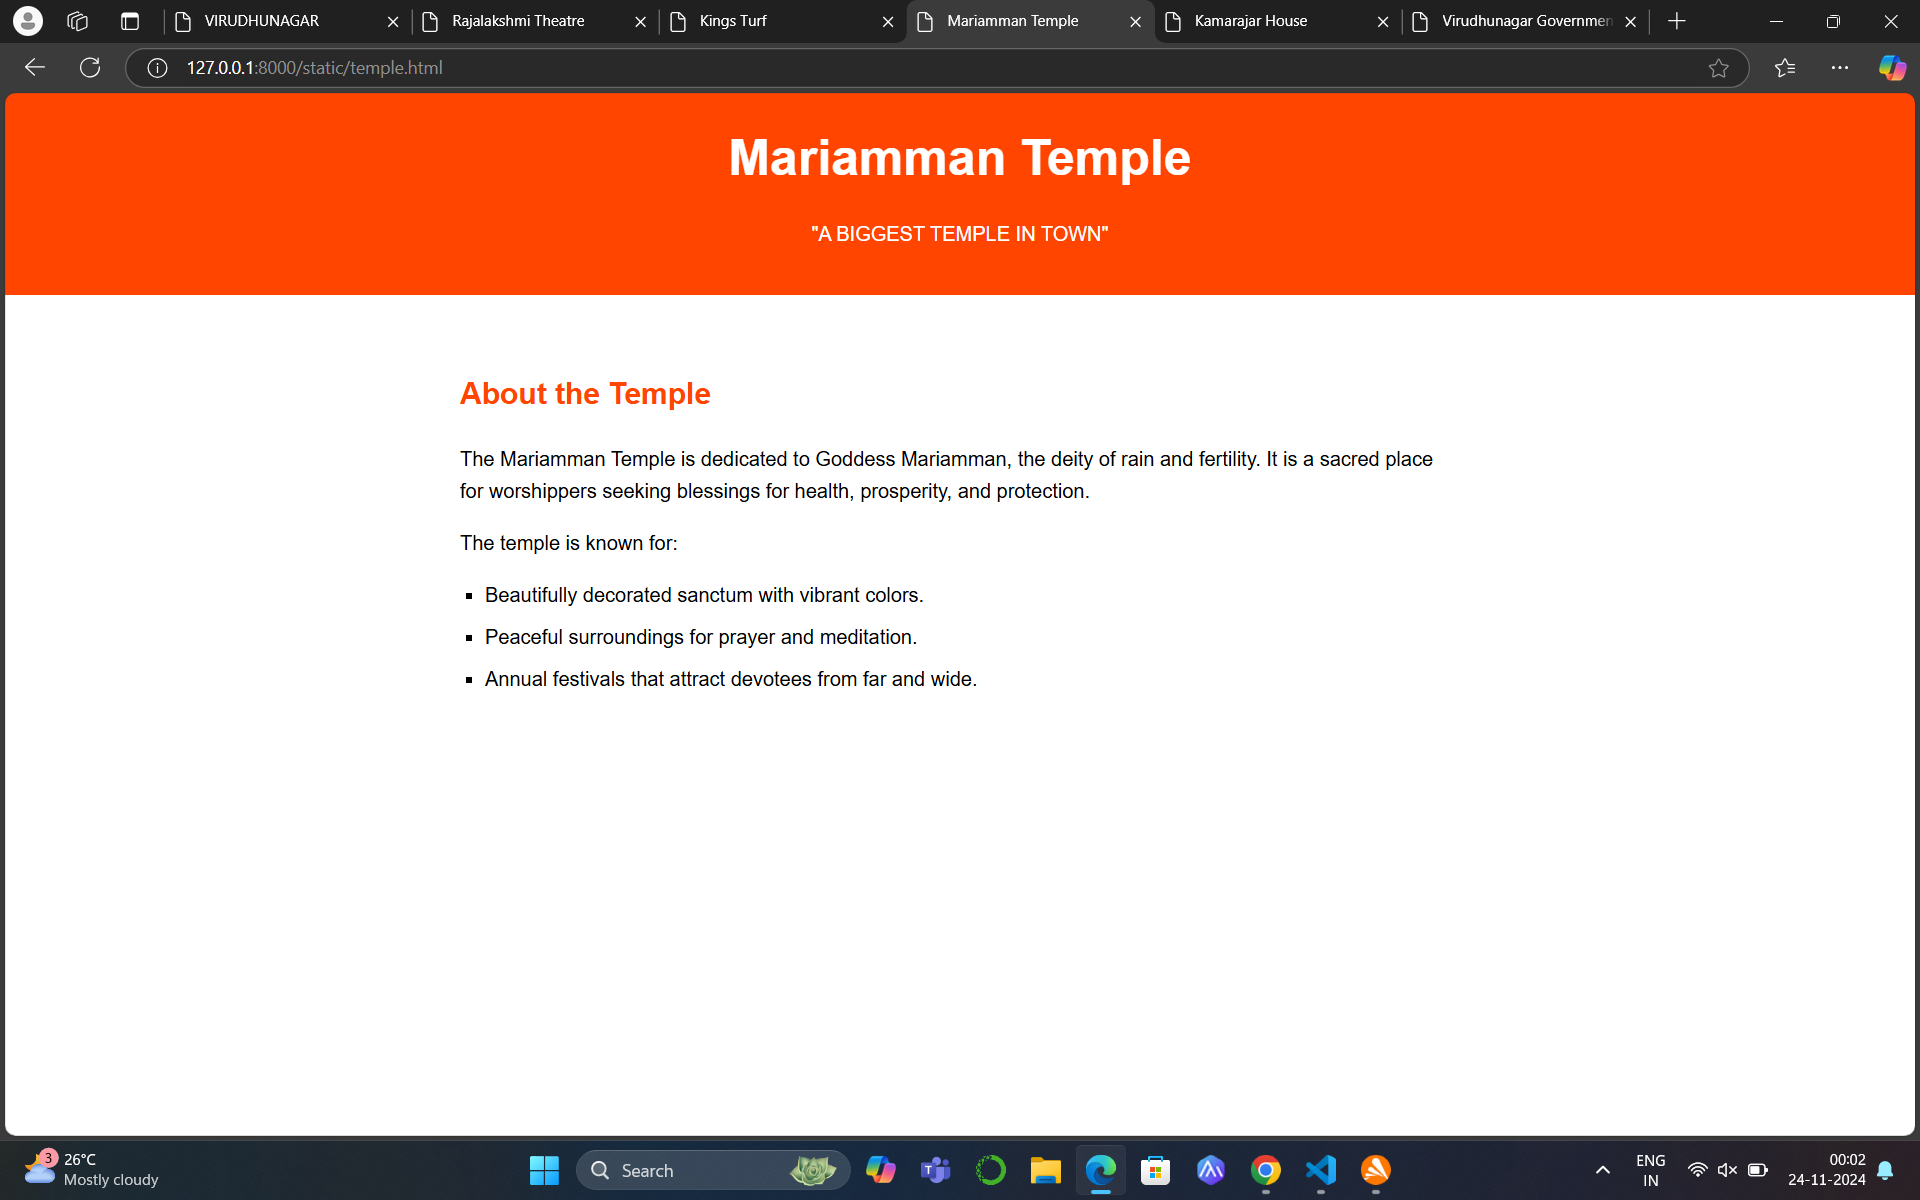 VIRUDHUNAGAR
Rajalakshmi Theatre
Kings Turf
Mariamman Temple
Kamarajar House
Virudhunagar Governmen
127.0.0.1:8000/static/temple.html
Mariamman Temple
"A BIGGEST TEMPLE IN TOWN"
About the Temple
The Mariamman Temple is dedicated to Goddess Mariamman, the deity of rain and fertility. It is a sacred place
for worshippers seeking blessings for health, prosperity, and protection.
The temple is known for:
Beautifully decorated sanctum with vibrant colors.
Peaceful surroundings for prayer and meditation.
Annual festivals that attract devotees from far and wide.
3
26°C
Mostly cloudy
Search
ENG
IN
00:02
24-11-2024